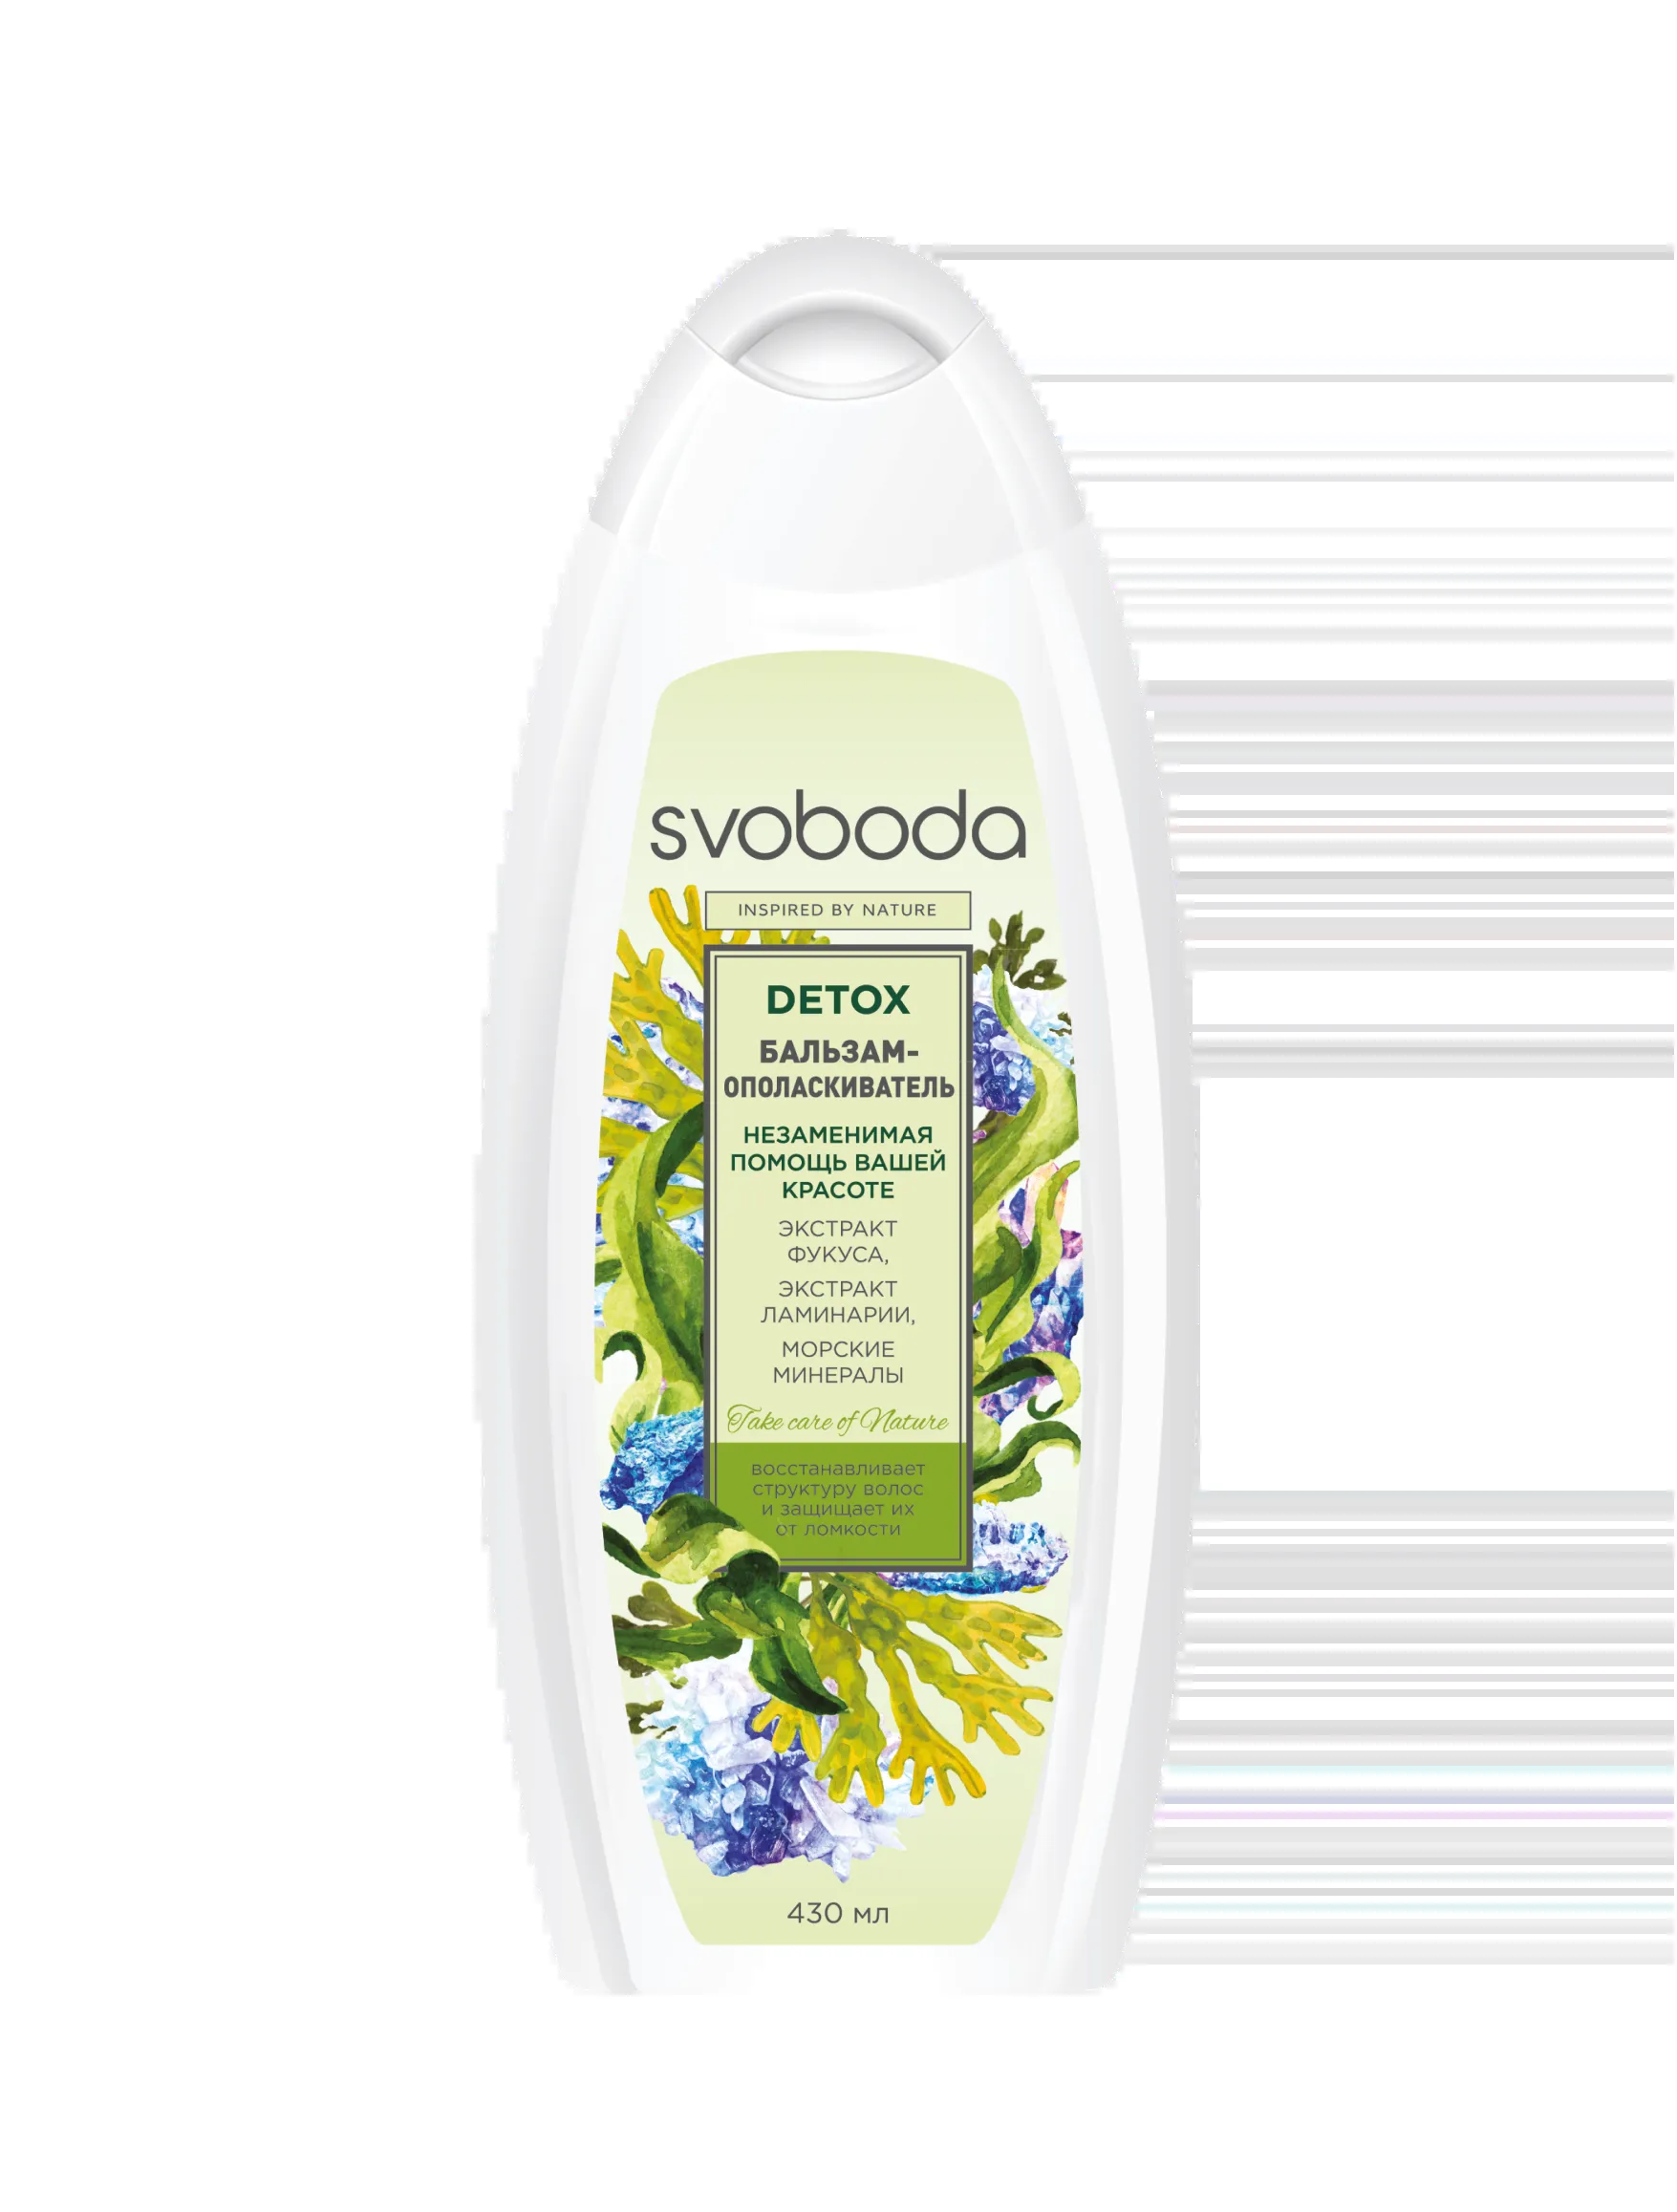 svoboda
INSPIRED BY NATURE
DETOX
БАЛЬЗАМ-
ОПОЛАСКИВАТЕЛЬ
НЕЗАМЕНИМАЯ
ПОМОЩЬ ВАШЕЙ
КРАСОТЕ
ЭКСТРАКТ
ФУКУСА,
ЭКСТРАКТ
ЛАМИНАРИИ,
МОРСКИЕ
МИНЕРАЛЫ
Take care of Nature
восстанавливает
структуру волос
и защищает их
от ломкости
430 мл